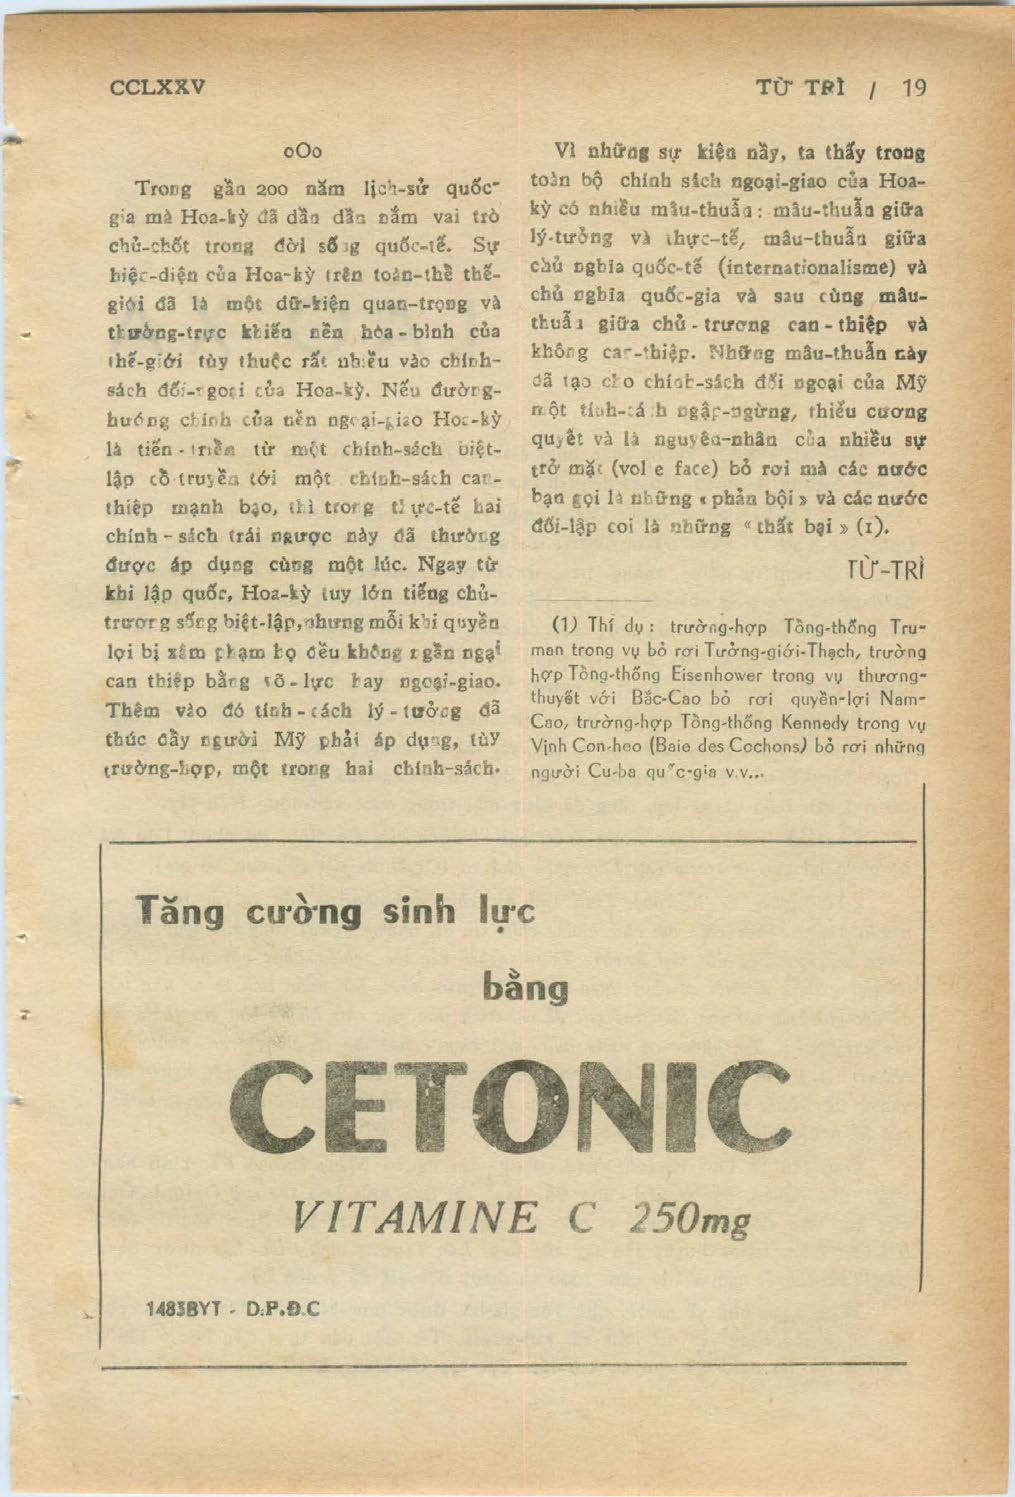 CCLXXV
TỪ TRÌ / 19
oOo
Trong gần 200 năm lịch-sử quốc-
gia mà Hoa-kỳ đã dần dần nắm vai trò
chủ-chốt trong đời sống quốc-tế. Sự
hiện-diện của Hoa-kỳ trên toàn-thề thế-
giới đã là một dữ-kiện quan-trọng và
thường-trực khiến nền hòa-bình của
thế-giới tùy thuộc rất nhiều vào chính-
sách đối-ngoại của Hoa-kỳ. Nếu đường-
hướng chính của nền ngoại-giao Hoa-kỳ
là tiến-triền từ một chính-sách biệt-
lập cồ-truyền tới một chính-sách can-
thiệp mạnh bạo, thì trong thực-tế hai
chính-sách trái ngược này đã thường
được áp dụng cùng một lúc. Ngay từ
khi lập quốc, Hoa-kỳ tuy lớn tiếng chủ-
trương sống biệt-lập, nhưng mỗi khi quyền
lợi bị xâm phạm họ đều không ngần ngại
can thiệp bằng võ-lực hay ngoại-giao.
Thêm vào đó tính-cách lý-tưởng đã
thúc đầy người Mỹ phải áp dụng, tùy
trường-hợp, một trong hai chính-sách.
Vì những sự kiện nầy, ta thấy trong
toàn bộ chính sách ngoại-giao của Hoa-
kỳ có nhiều mâu-thuẫn: mâu-thuẫn giữa
lý-tưởng và thực-tế, mâu-thuẫn giữa
chủ nghĩa quốc-tế (internationalisme) và
chủ nghĩa quốc-gia và sau cùng mâu-
thuẫn giữa chủ-trương can-thiệp và
không can-thiệp. Những mâu-thuẫn này
đã tạo cho chính-sách đối ngoại của Mỹ
một tính-cách ngập-ngừng, thiếu cương
quyết và là nguyên-nhân của nhiều sự
trở mặt (volte face) bỏ rơi mà các nước
bạn gọi là những « phản bội » và các nước
đối-lập coi là những « thất bại » (1).
TỪ-TRÌ
(1) Thí dụ : trường-hợp Tồng-thống Tru-
man trong vụ bỏ rơi Tưởng-giới-Thạch, trường
hợp Tồng-thống Eisenhower trong vụ thương-
thuyết với Bắc-Cao bỏ rơi quyền-lợi Nam-
Cao, trường-hợp Tồng-thống Kennedy trong vụ
Vịnh Con-heo (Baie des Cochons) bỏ rơi những
người Cu-ba quốc-gia v.v...
Tăng cường sinh lực
bằng
CETONIC
VITAMINE C 250mg
1483BYT - D.P.Đ.C